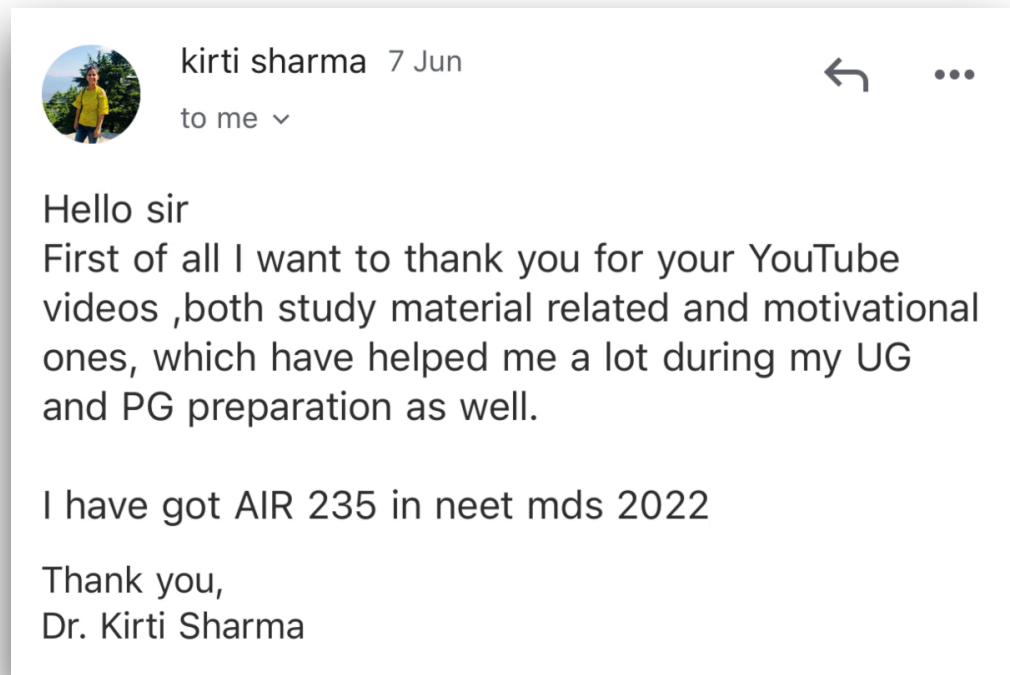 kirti sharma 7 Jun
to me
Hello sir
First of all I want to thank you for your YouTube
videos ,both study material related and motivational
ones, which have helped me a lot during my UG
and PG preparation as well.
I have got AIR 235 in neet mds 2022
Thank you,
Dr. Kirti Sharma